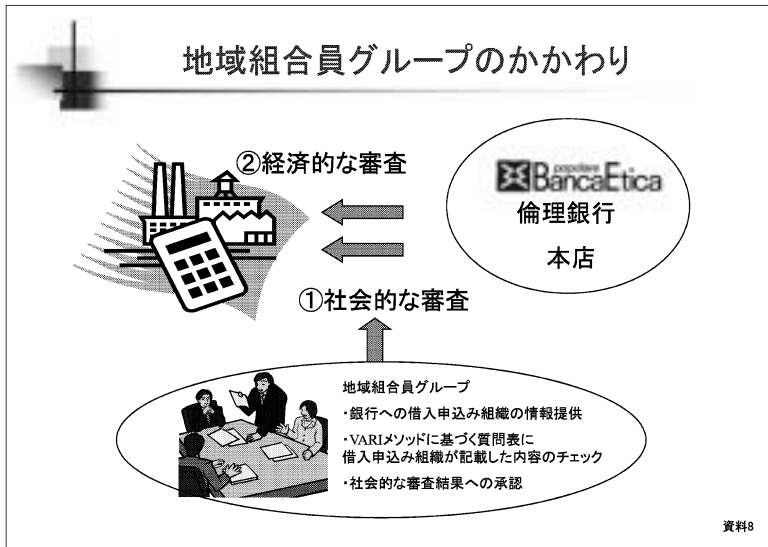 地域組合員グループのかかわり
②経済的な審査
popolare
BancaEtica
倫理銀行
本店
①社会的な審査
地域組合員グループ
・銀行への借入申込み組織の情報提供
・VARIメソッドに基づく質問表に
借入申込み組織が記載した内容のチェック
・社会的な審査結果への承認
資料8